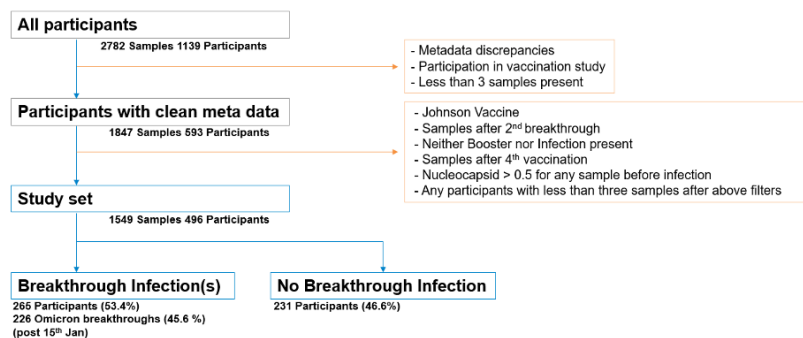 All participants
2782 Samples 1139 Participants
- Metadata discrepancies
- Participation in vaccination study
- Less than 3 samples present
Participants with clean meta data
1847 Samples 593 Participants
- Johnson Vaccine
- Samples after 2nd breakthrough
- Neither Booster nor Infection present
- Samples after 4th vaccination
- Nucleocapsid > 0.5 for any sample before infection
- Any participants with less than three samples after above filters
Study set
1549 Samples 496 Participants
Breakthrough Infection(s)
265 Participants (53.4%)
226 Omicron breakthroughs (45.6 %)
(post 15th Jan)
No Breakthrough Infection
231 Participants (46.6%)